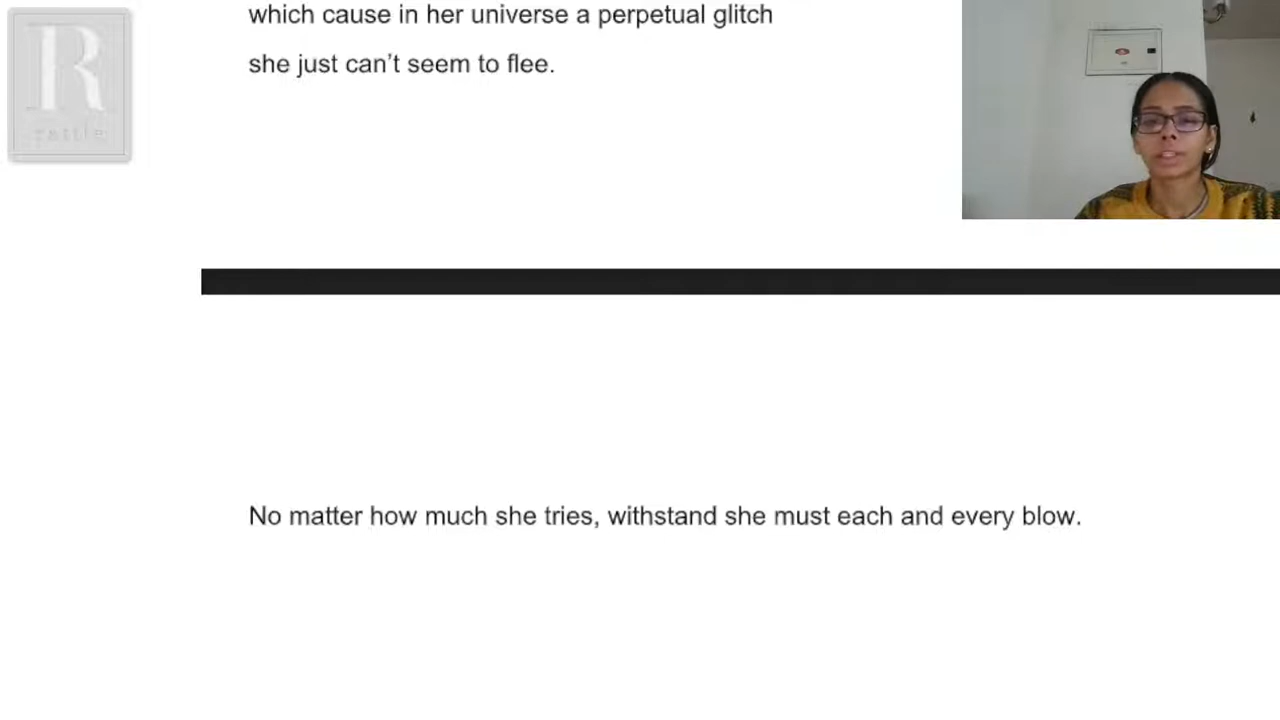 R
rattle
which cause in her universe a perpetual glitch
she just can’t seem to flee.
No matter how much she tries, withstand she must each and every blow.